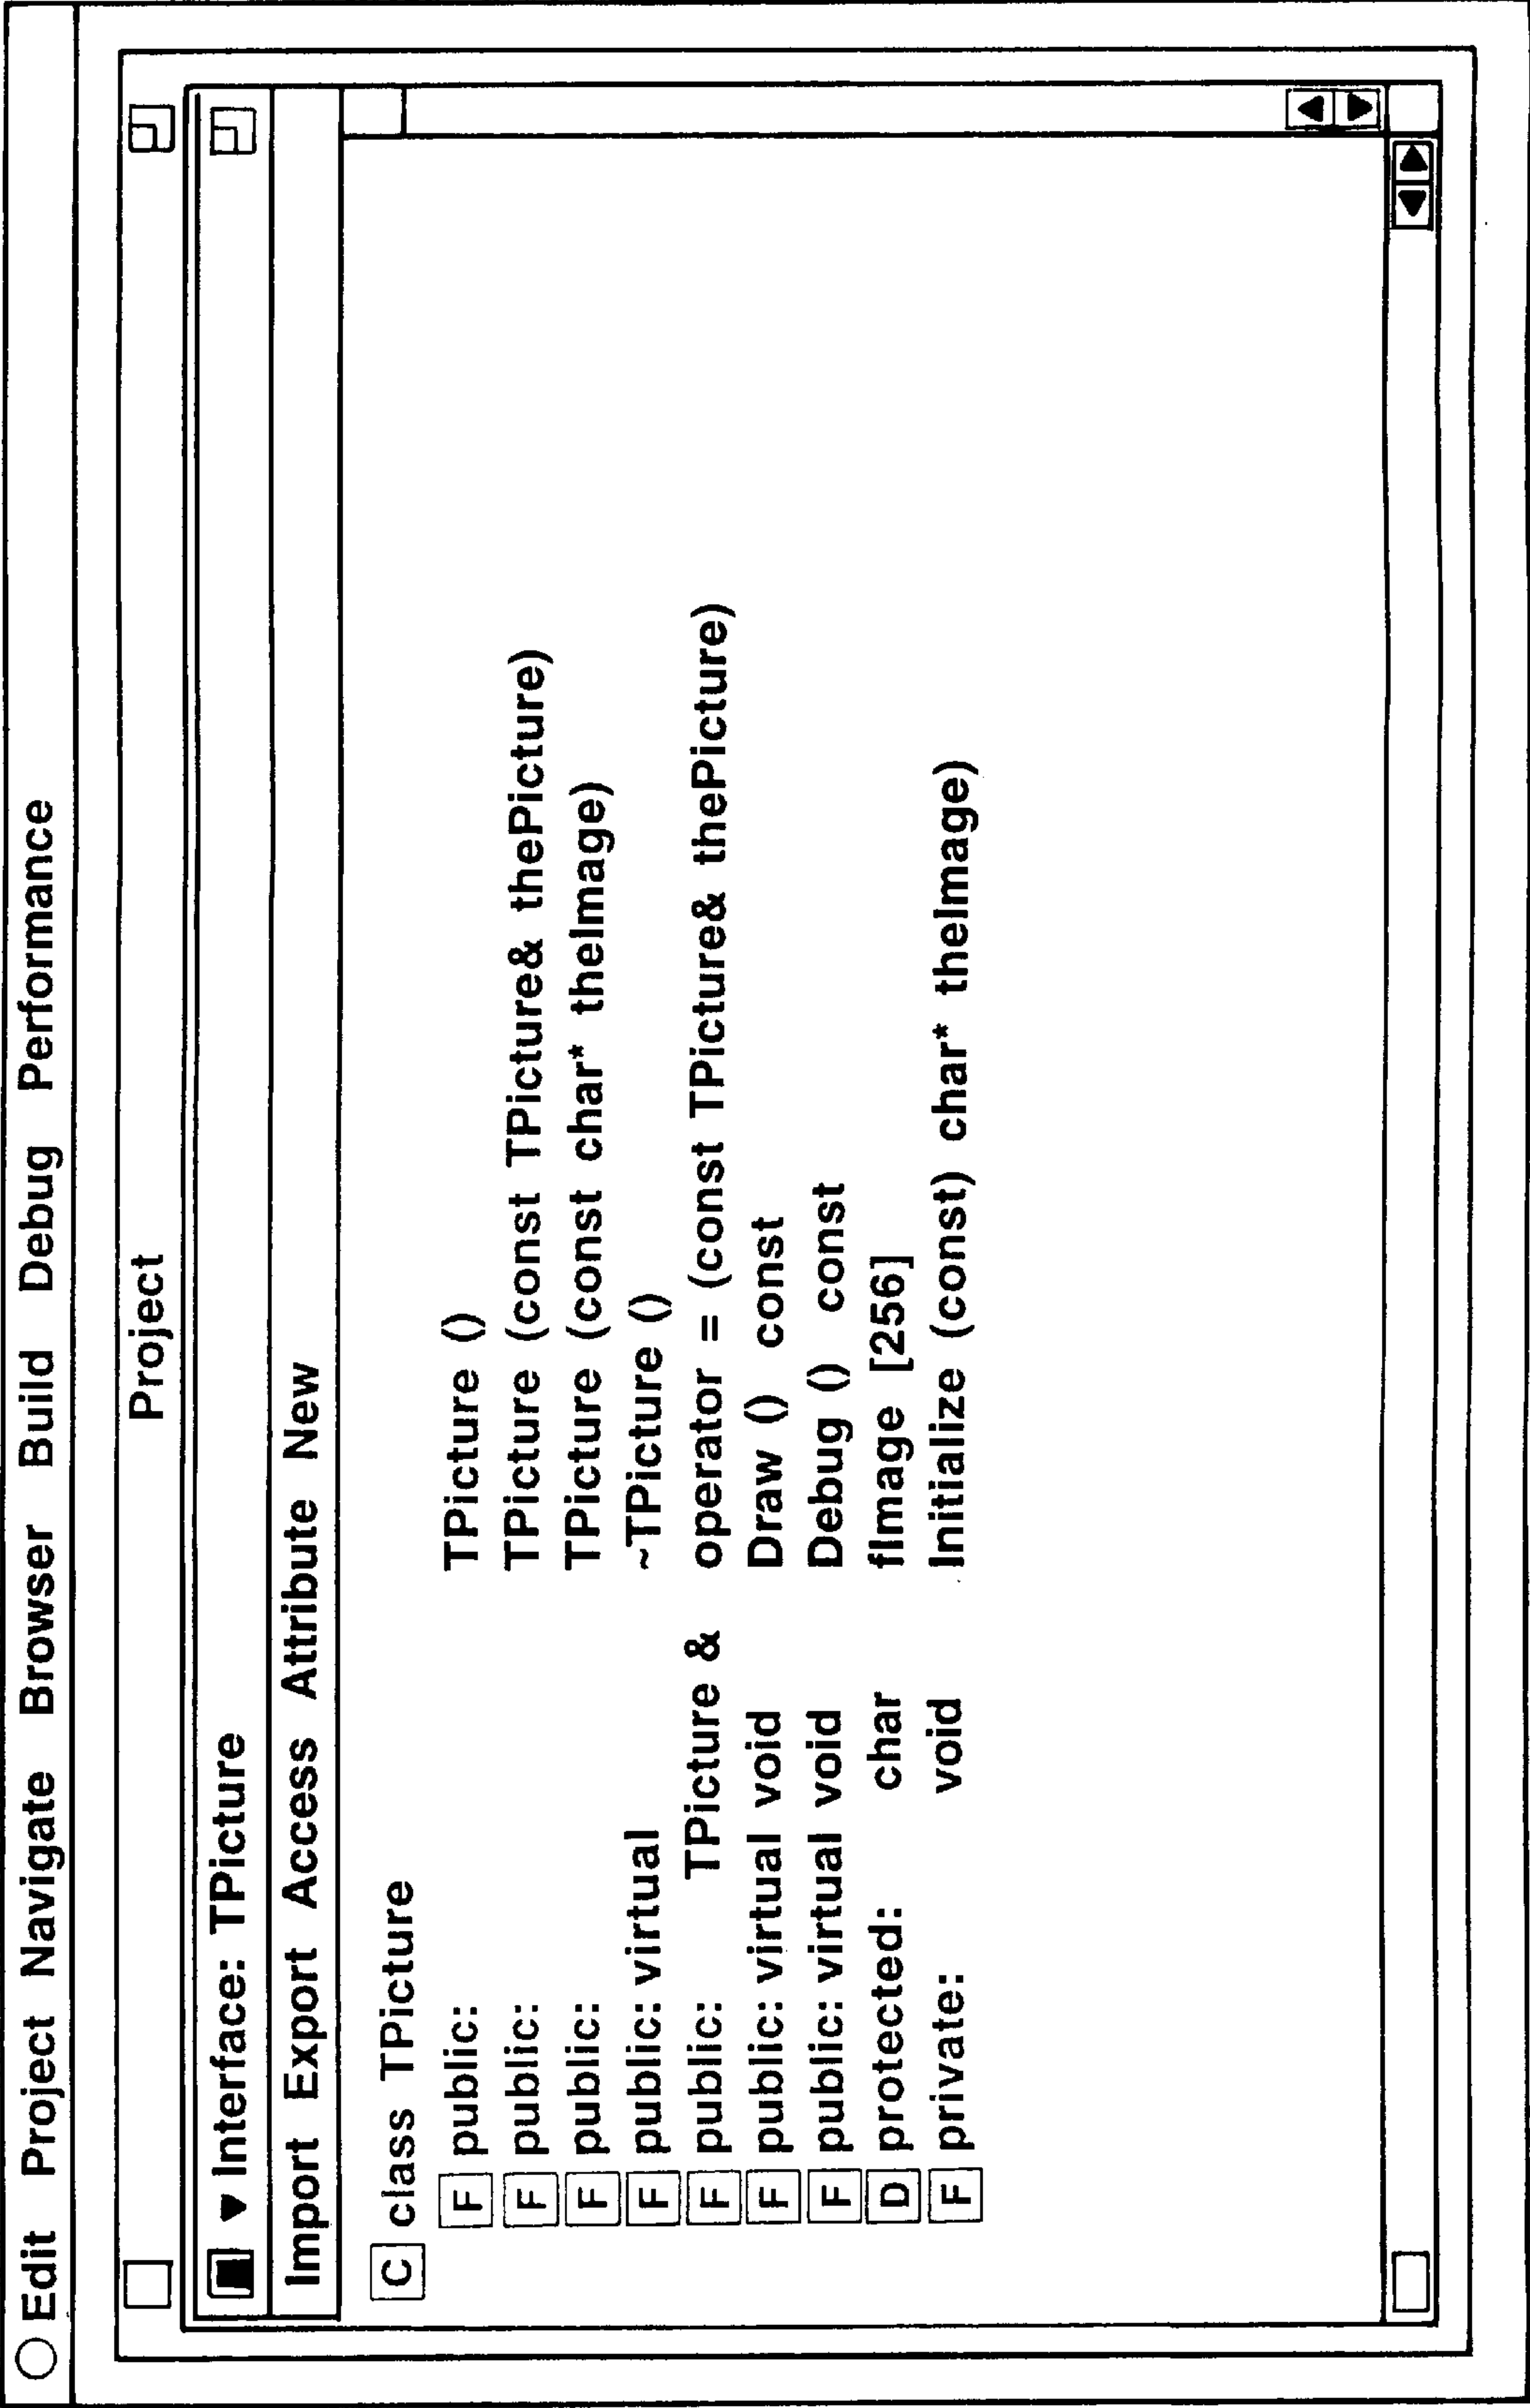 Edit Project Navigate Browser Build Debug Performance
Project
Interface: TPicture
Import Export Access Attribute New
C class TPicture
F public: TPicture ()
F public: TPicture (const TPicture& thePicture)
F public: TPicture (const char* theImage)
F public: virtual ~TPicture ()
F public: TPicture & operator = (const TPicture& thePicture)
F public: virtual void Draw () const
F public: virtual void Debug () const
D protected: char fImage [256]
F private: void Initialize (const) char* theImage)